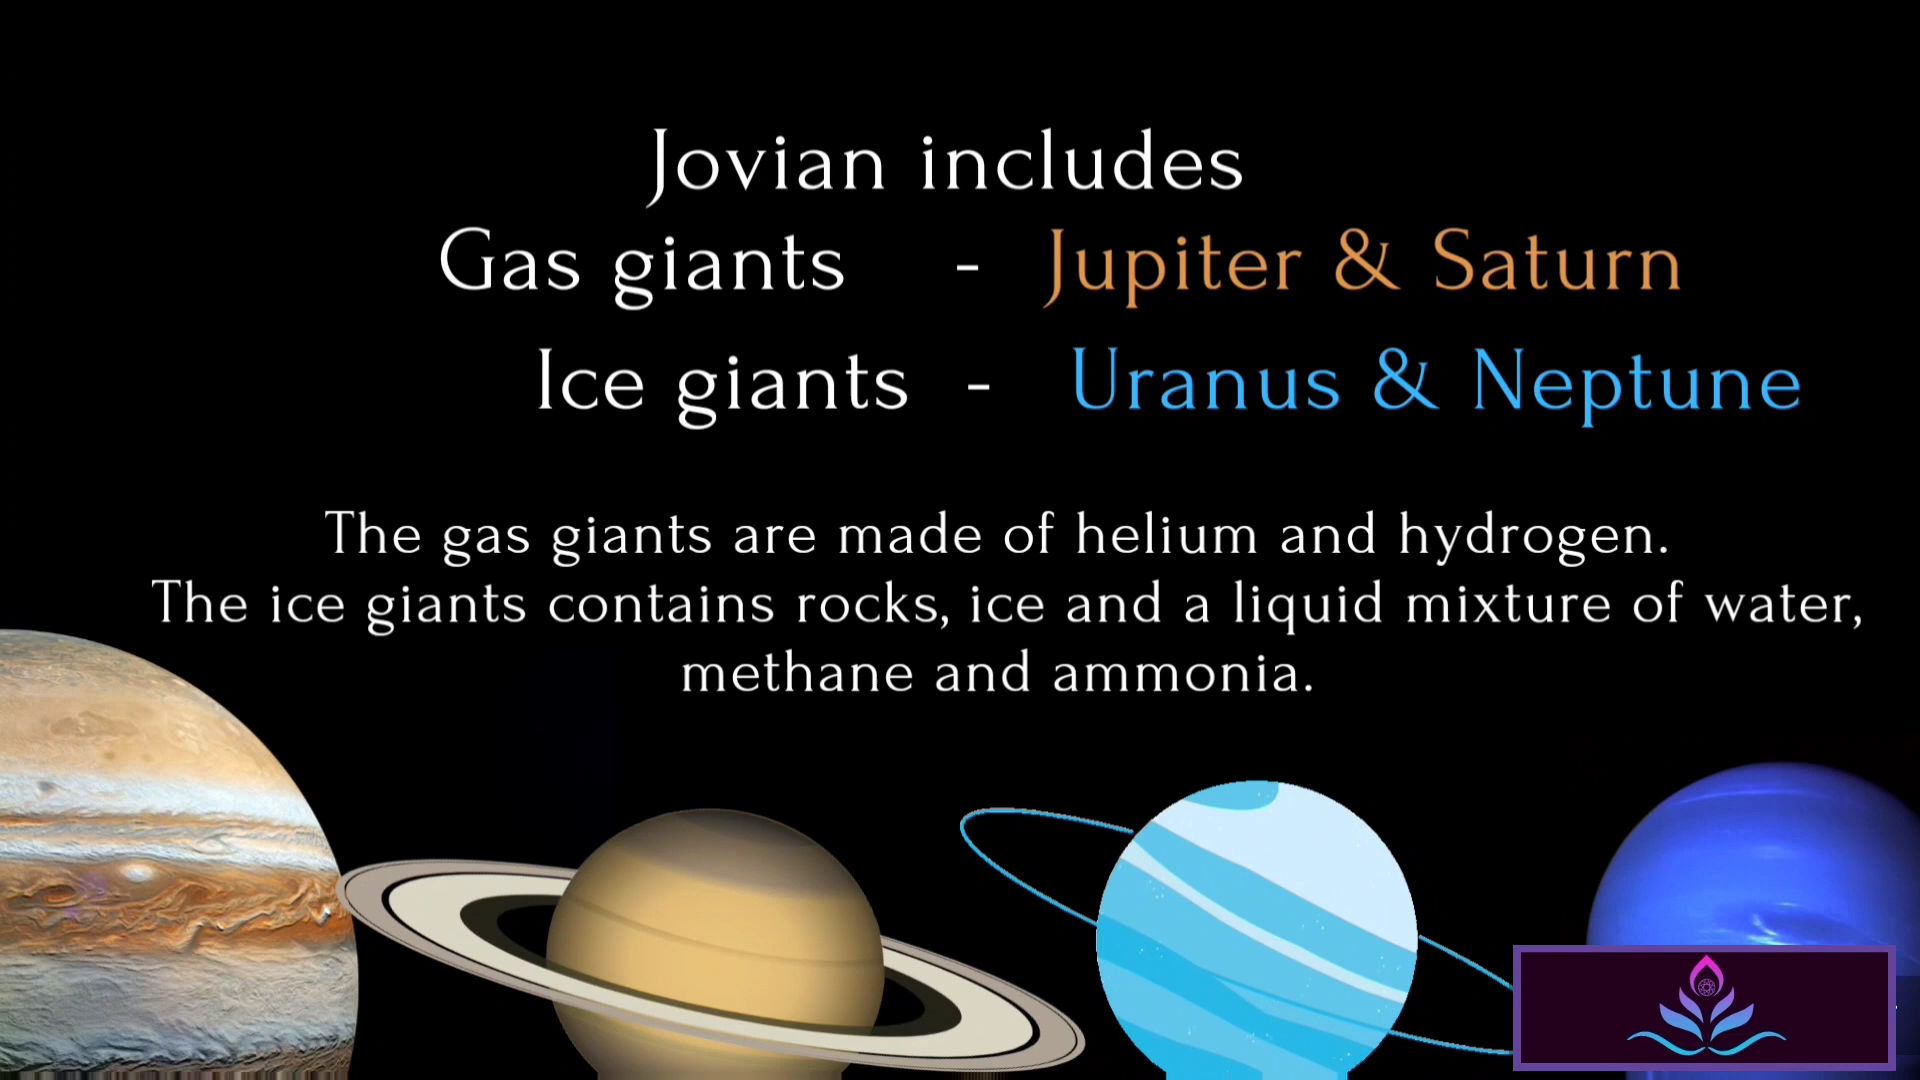 Jovian includes
Gas giants - Jupiter & Saturn
Ice giants - Uranus & Neptune
The gas giants are made of helium and hydrogen.
The ice giants contains rocks, ice and a liquid mixture of water,
methane and ammonia.